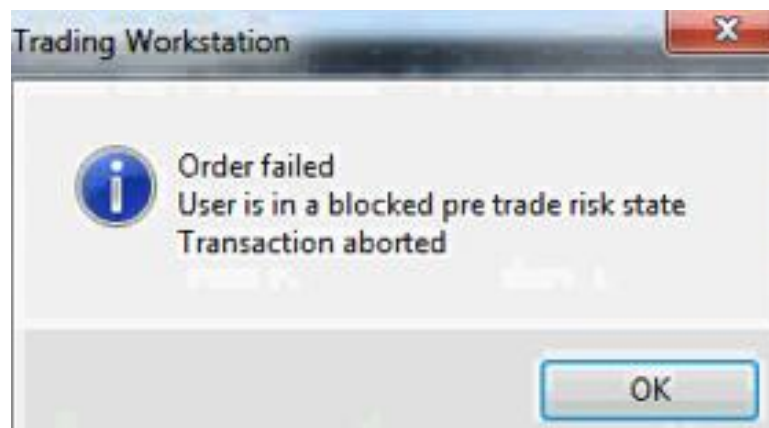 Trading Workstation
Order failed
User is in a blocked pre trade risk state
Transaction aborted
OK